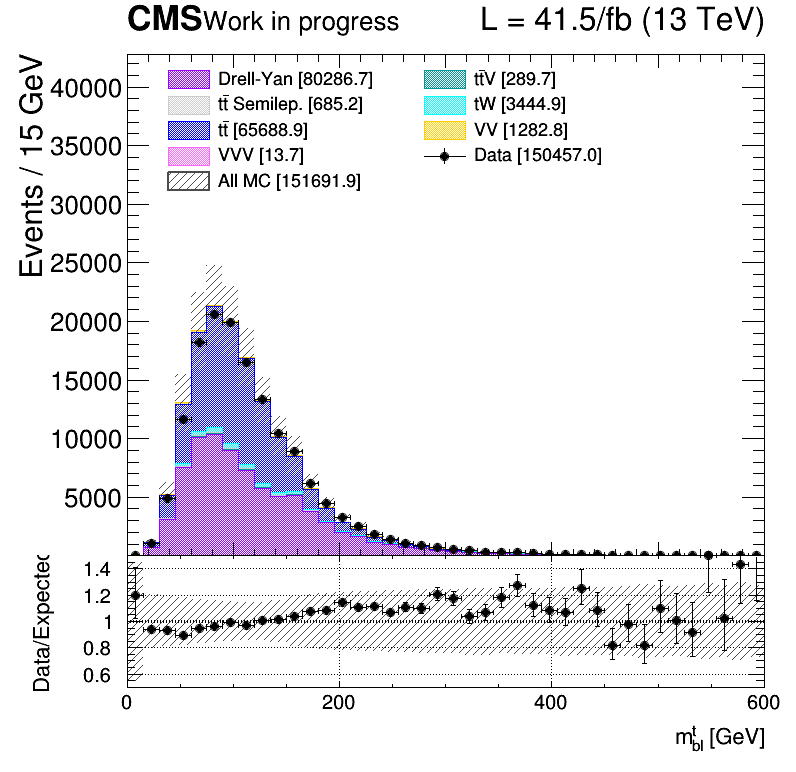 CMS Work in progress L = 41.5/fb (13 TeV)
Events / 15 GeV
Drell-Yan [80286.7] tt̄V [289.7]
tt̄ Semilep. [685.2] tW [3444.9]
tt̄ [65688.9] VV [1282.8]
VVV [13.7] Data [150457.0]
All MC [151691.9]
40000
35000
30000
25000
20000
15000
10000
5000
Data/Expected
1.4
1.2
1
0.8
0.6
0 200 400 600
m^t_bl [GeV]